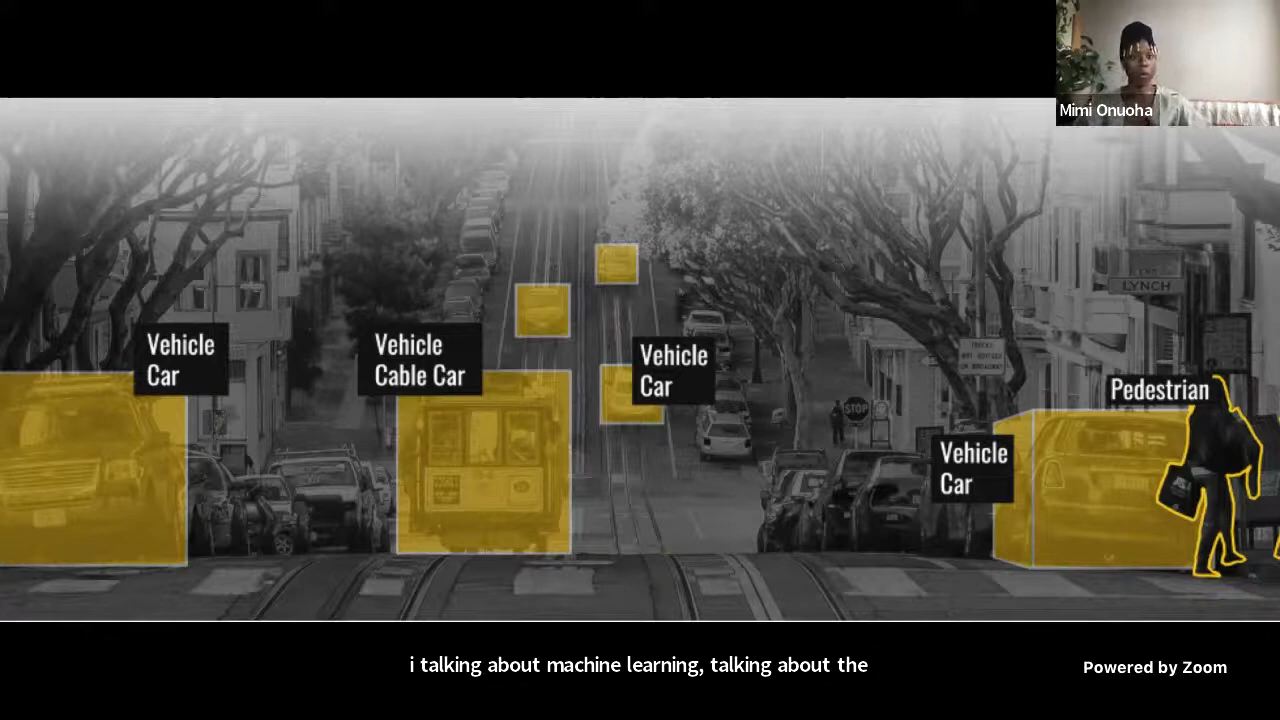 Mimi Onuoha
LYNCH
Vehicle
Car
Vehicle
Cable Car
Vehicle
Car
STOP
Pedestrian
Vehicle
Car
i talking about machine learning, talking about the
Powered by Zoom